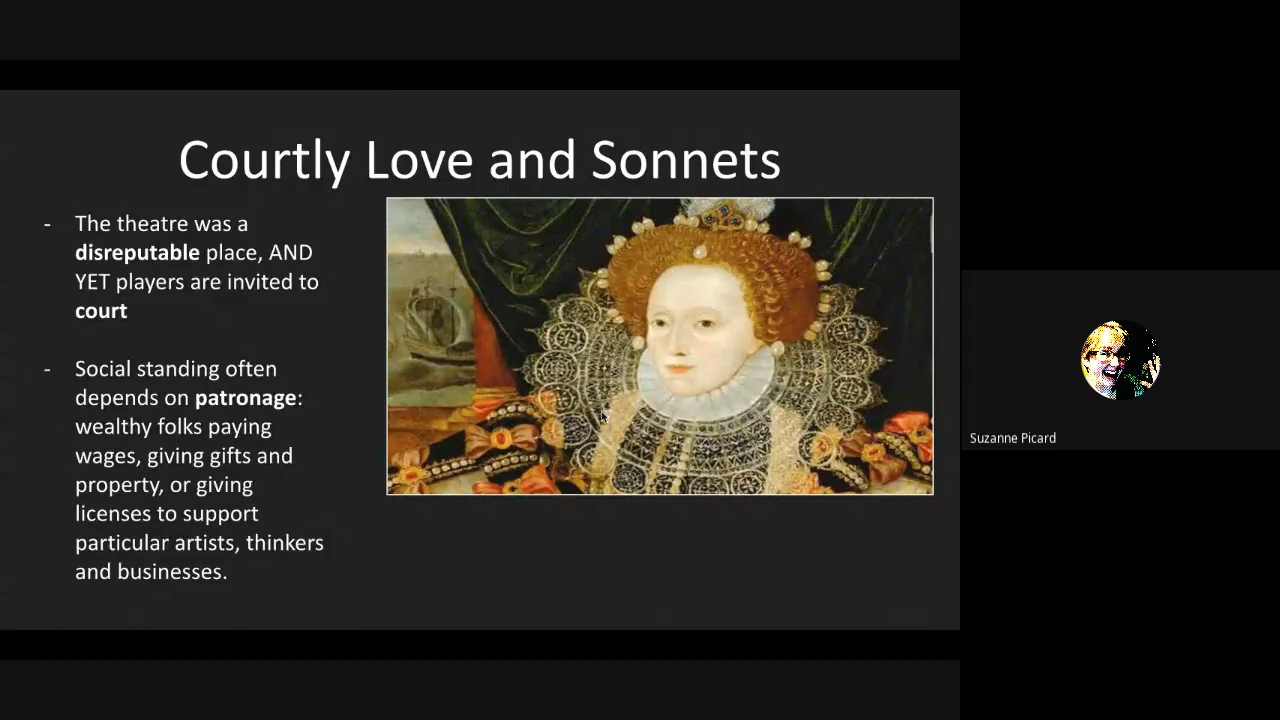 Courtly Love and Sonnets
- The theatre was a
disreputable place, AND
YET players are invited to
court
- Social standing often
depends on patronage:
wealthy folks paying
wages, giving gifts and
property, or giving
licenses to support
particular artists, thinkers
and businesses.
Suzanne Picard